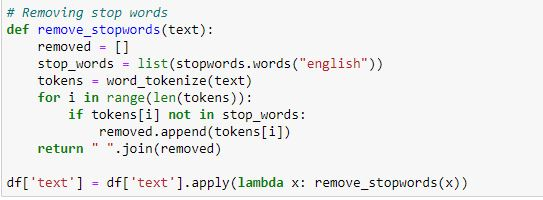 # Removing stop words
def remove_stopwords(text):
    removed = []
    stop_words = list(stopwords.words("english"))
    tokens = word_tokenize(text)
    for i in range(len(tokens)):
        if tokens[i] not in stop_words:
            removed.append(tokens[i])
    return " ".join(removed)

df['text'] = df['text'].apply(lambda x: remove_stopwords(x))